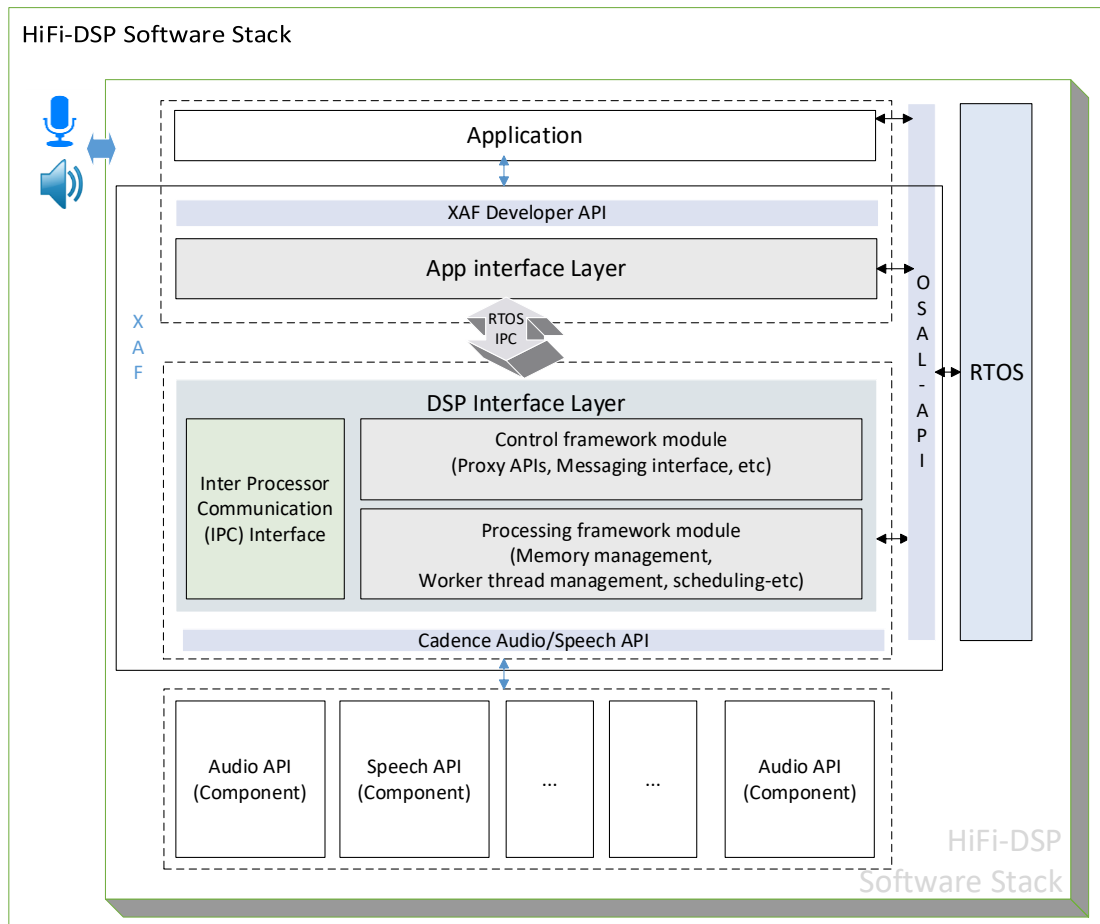 HiFi-DSP Software Stack
Application
XAF Developer API
App interface Layer
RTOS
IPC
X
A
F
O
S
A
L
-
A
P
I
RTOS
DSP Interface Layer
Inter Processor
Communication
(IPC) Interface
Control framework module
(Proxy APIs, Messaging interface, etc)
Processing framework module
(Memory management,
Worker thread management, scheduling-etc)
Cadence Audio/Speech API
Audio API
(Component)
Speech API
(Component)
...
...
Audio API
(Component)
HiFi-DSP
Software Stack